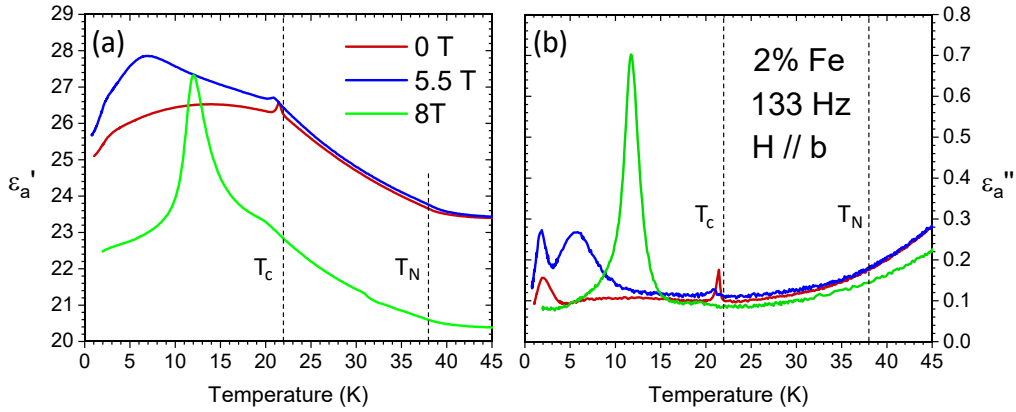 (a)
0 T
5.5 T
8T
T_c
T_N
29
28
27
26
25
24
23
22
21
20
ε_a'
0 5 10 15 20 25 30 35 40 45
Temperature (K)
(b)
2% Fe
133 Hz
H // b
T_c
T_N
0.8
0.7
0.6
0.5
0.4
0.3
0.2
0.1
0.0
ε_a''
0 5 10 15 20 25 30 35 40 45
Temperature (K)